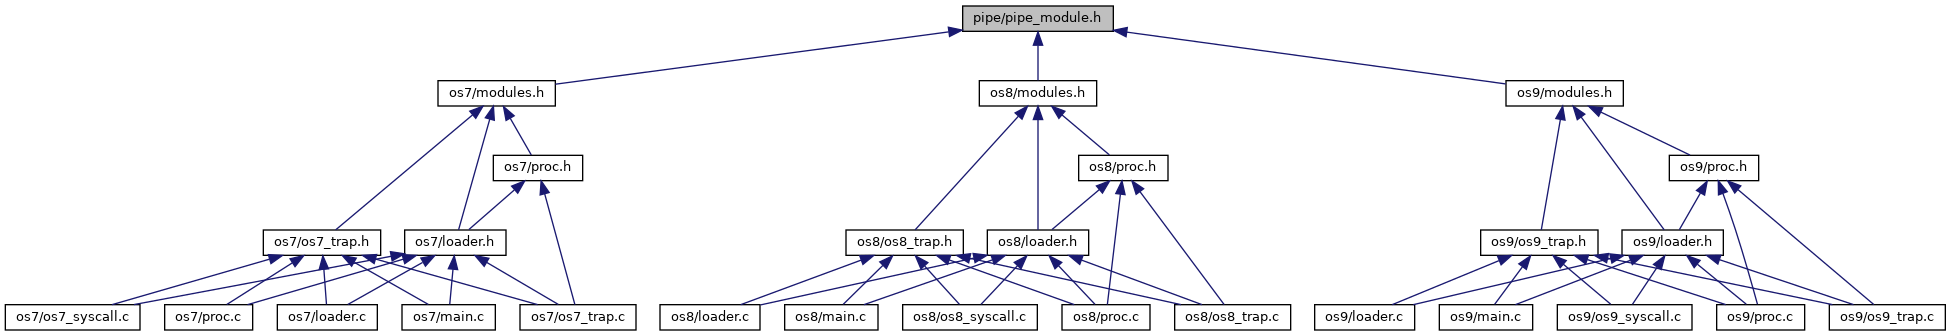 pipe/pipe_module.h
os7/modules.h
os8/modules.h
os9/modules.h
os7/proc.h
os8/proc.h
os9/proc.h
os7/os7_trap.h
os7/loader.h
os8/os8_trap.h
os8/loader.h
os9/os9_trap.h
os9/loader.h
os7/os7_syscall.c
os7/proc.c
os7/loader.c
os7/main.c
os7/os7_trap.c
os8/loader.c
os8/main.c
os8/os8_syscall.c
os8/proc.c
os8/os8_trap.c
os9/loader.c
os9/main.c
os9/os9_syscall.c
os9/proc.c
os9/os9_trap.c